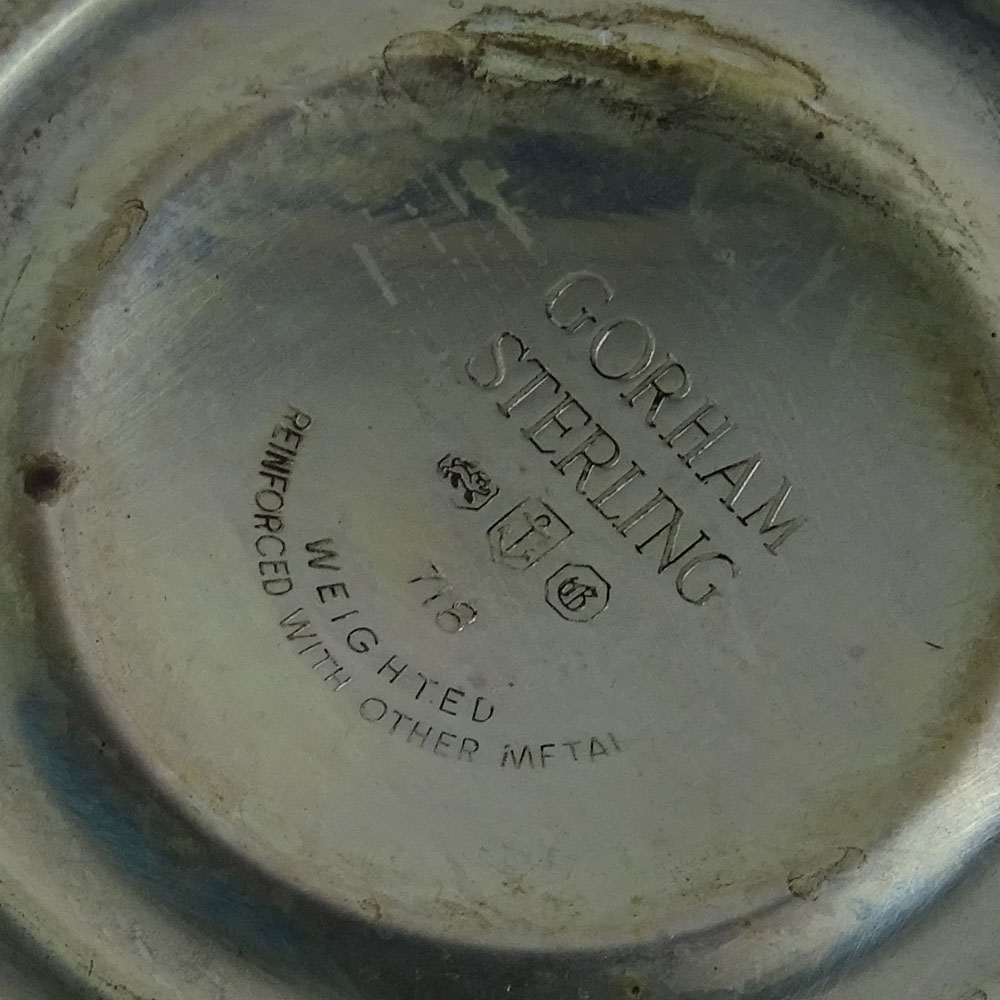 GORHAM
STERLING
718
WEIGHTED
REINFORCED WITH OTHER METAL